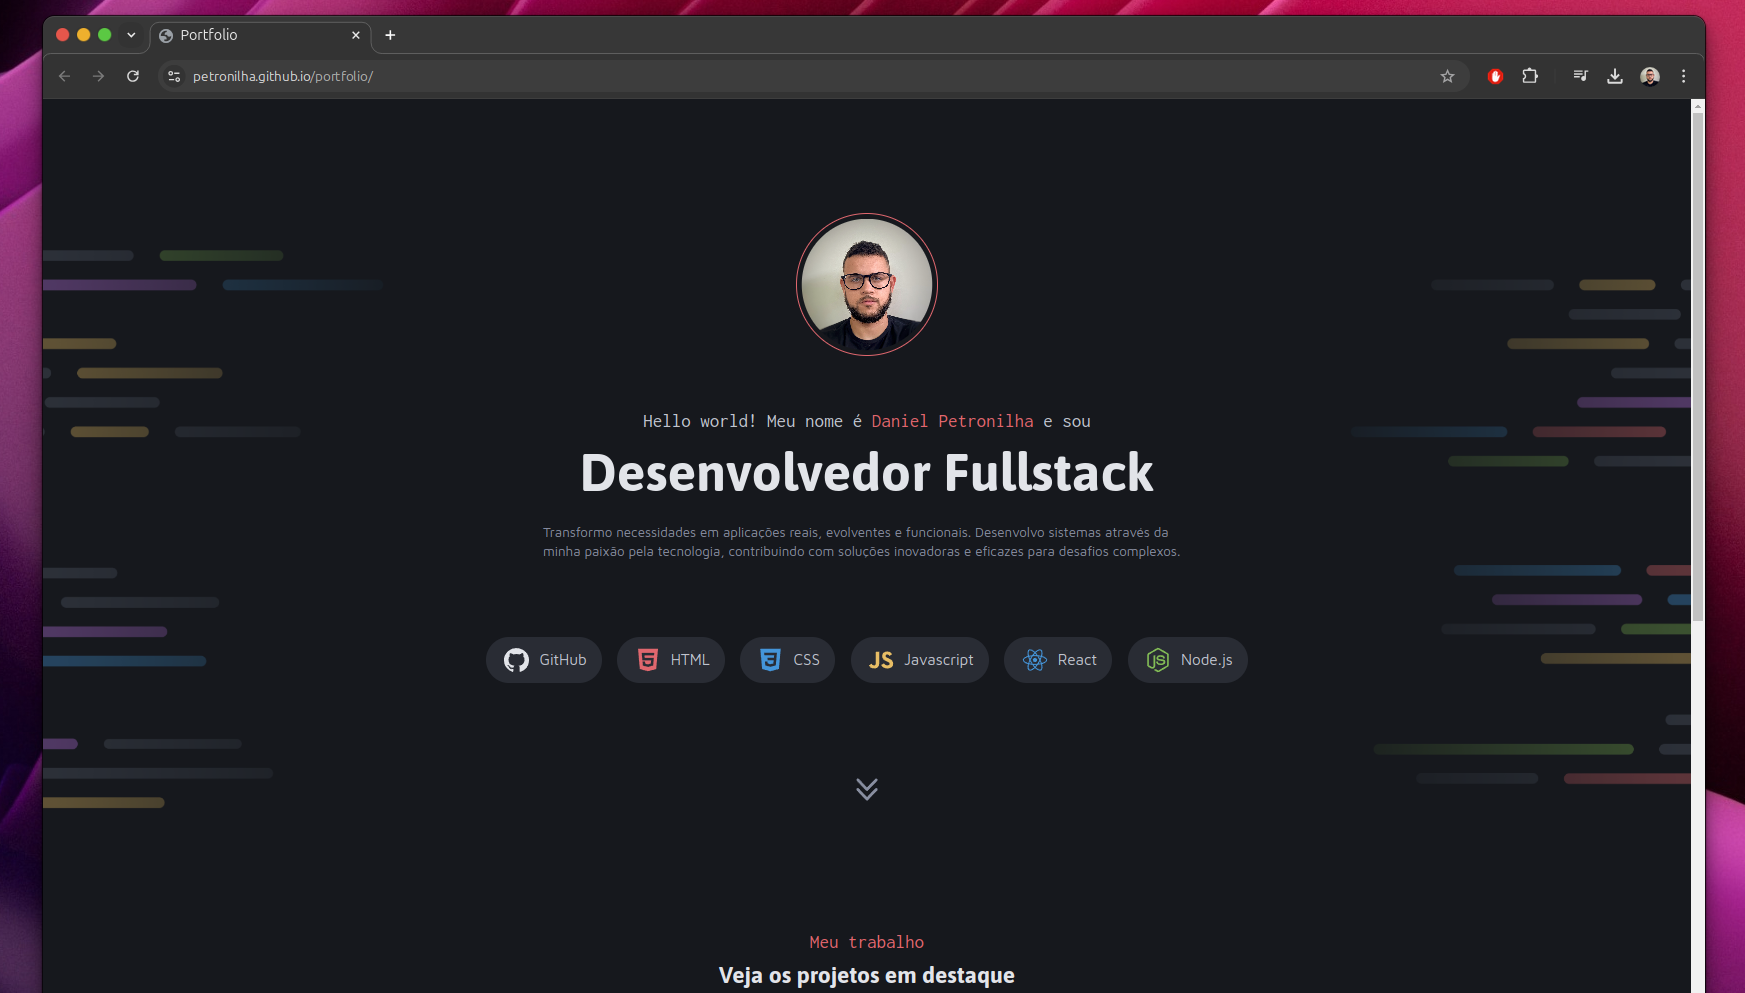 Portfolio
petronilha.github.io/portfolio/
Hello world! Meu nome é Daniel Petronilha e sou
Desenvolvedor Fullstack
Transformo necessidades em aplicações reais, evolventes e funcionais. Desenvolvo sistemas através da
minha paixão pela tecnologia, contribuindo com soluções inovadoras e eficazes para desafios complexos.
GitHub
HTML
CSS
JS Javascript
React
Node.js
Meu trabalho
Veja os projetos em destaque